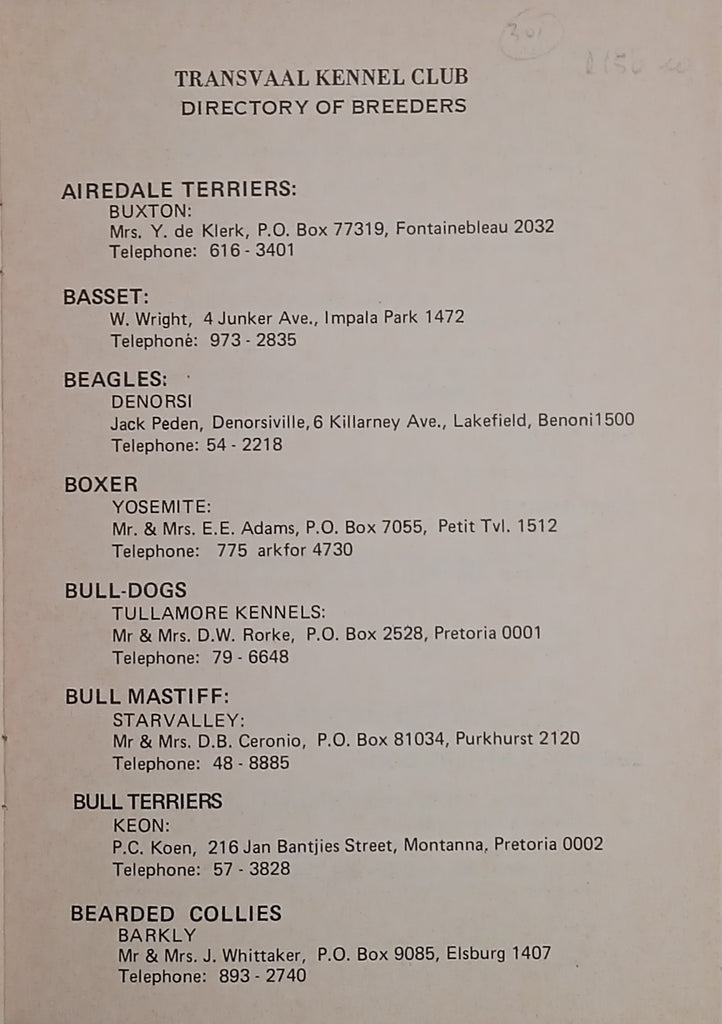 301
TRANSVAAL KENNEL CLUB
DIRECTORY OF BREEDERS
AIREDALE TERRIERS:
BUXTON:
Mrs. Y. de Klerk, P.O. Box 77319, Fontainebleau 2032
Telephone: 616 - 3401
BASSET:
W. Wright, 4 Junker Ave., Impala Park 1472
Telephoné: 973 - 2835
BEAGLES:
DENORSI
Jack Peden, Denorsiville, 6 Killarney Ave., Lakefield, Benoni 1500
Telephone: 54 - 2218
BOXER
YOSEMITE:
Mr. & Mrs. E.E. Adams, P.O. Box 7055, Petit Tvl. 1512
Telephone: 775 arkfor 4730
BULL-DOGS
TULLAMORE KENNELS:
Mr & Mrs. D.W. Rorke, P.O. Box 2528, Pretoria 0001
Telephone: 79 - 6648
BULL MASTIFF:
STARVALLEY:
Mr & Mrs. D.B. Ceronio, P.O. Box 81034, Purkhurst 2120
Telephone: 48 - 8885
BULL TERRIERS
KEON:
P.C. Koen, 216 Jan Bantjies Street, Montanna, Pretoria 0002
Telephone: 57 - 3828
BEARDED COLLIES
BARKLY
Mr & Mrs. J. Whittaker, P.O. Box 9085, Elsburg 1407
Telephone: 893 - 2740